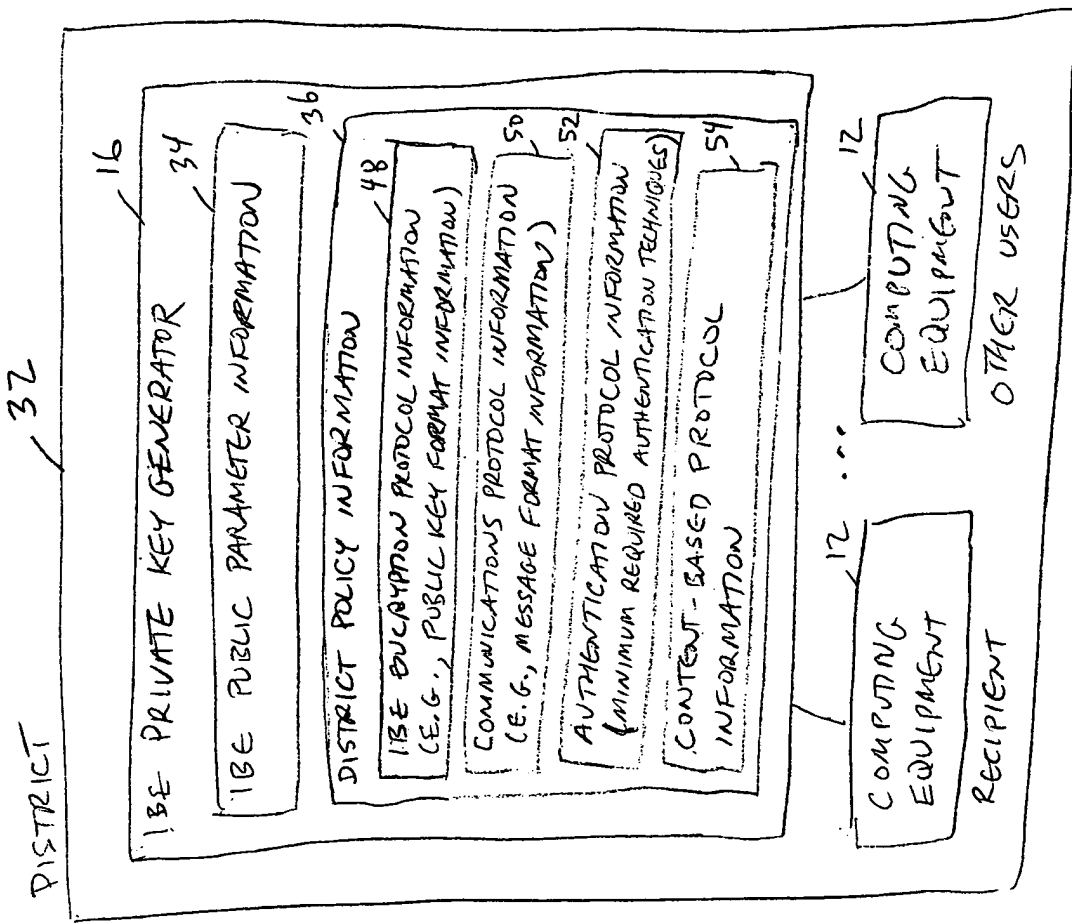 DISTRICT
32
IBE PRIVATE KEY GENERATOR
16
34
IBE PUBLIC PARAMETER INFORMATION
36
DISTRICT POLICY INFORMATION
48
IBE ENCRYPTION PROTOCOL INFORMATION
(E.G., PUBLIC KEY FORMAT INFORMATION)
50
COMMUNICATIONS PROTOCOL INFORMATION
(E.G., MESSAGE FORMAT INFORMATION)
52
AUTHENTICATION PROTOCOL INFORMATION
(MINIMUM REQUIRED AUTHENTICATION TECHNIQUES)
54
CONTENT-BASED PROTOCOL
INFORMATION
12
COMPUTING
EQUIPMENT
RECIPIENT
...
12
COMPUTING
EQUIPMENT
OTHER USERS